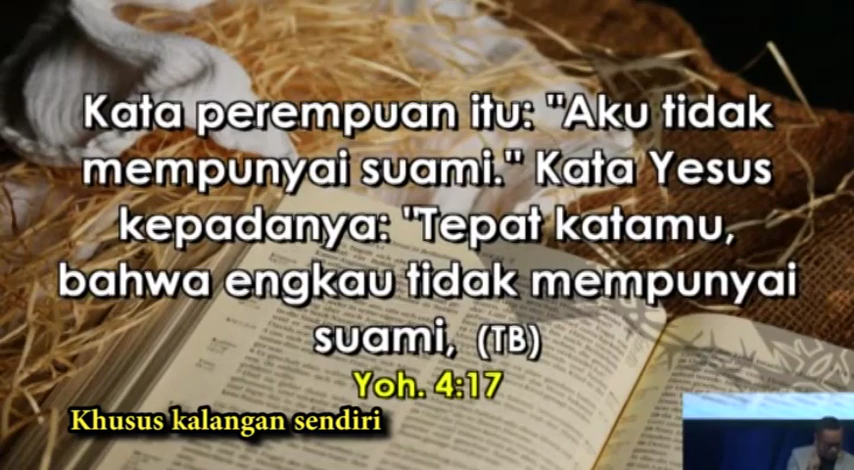 Kata perempuan itu: "Aku tidak
mempunyai suami." Kata Yesus
kepadanya: "Tepat katamu,
bahwa engkau tidak mempunyai
suami, (TB)
Yoh. 4:17
Khusus kalangan sendiri